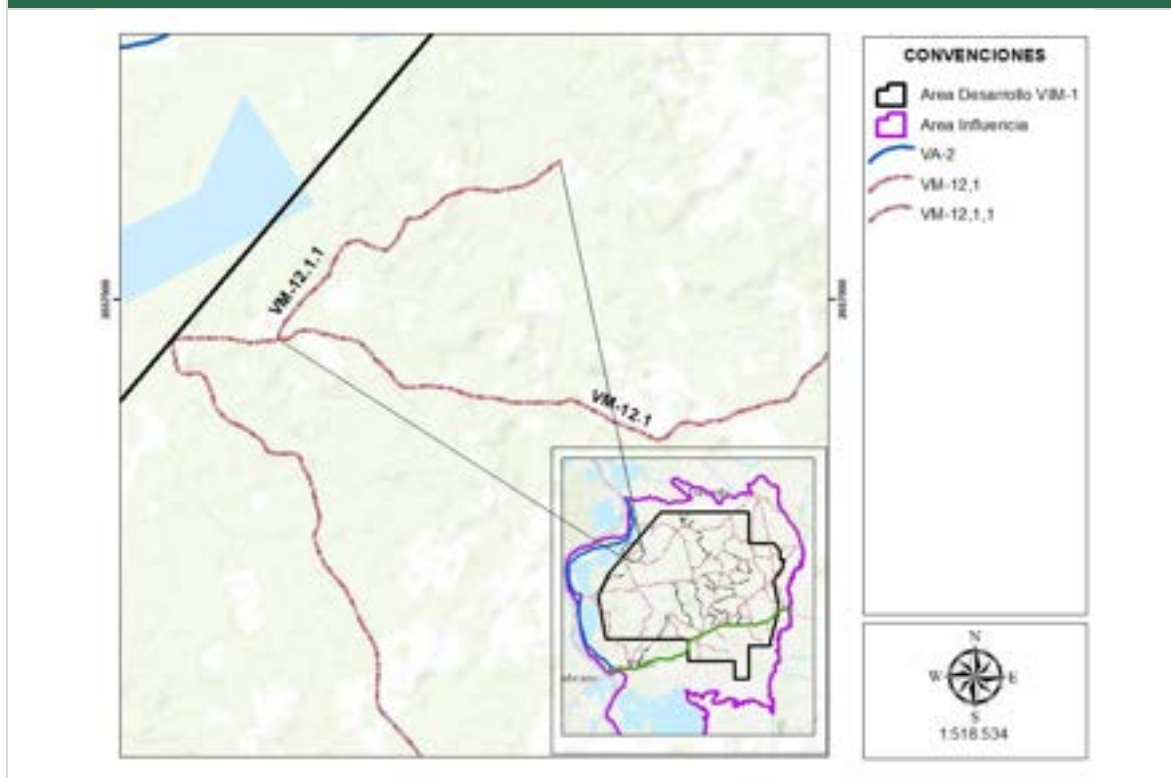 CONVENCIONES
Area Desarrollo VIM-1
Area Influencia
VA-2
VM-12,1
VM-12,1,1
VM-12.1.1
VM-12.1
N
W E
S
1:518.534